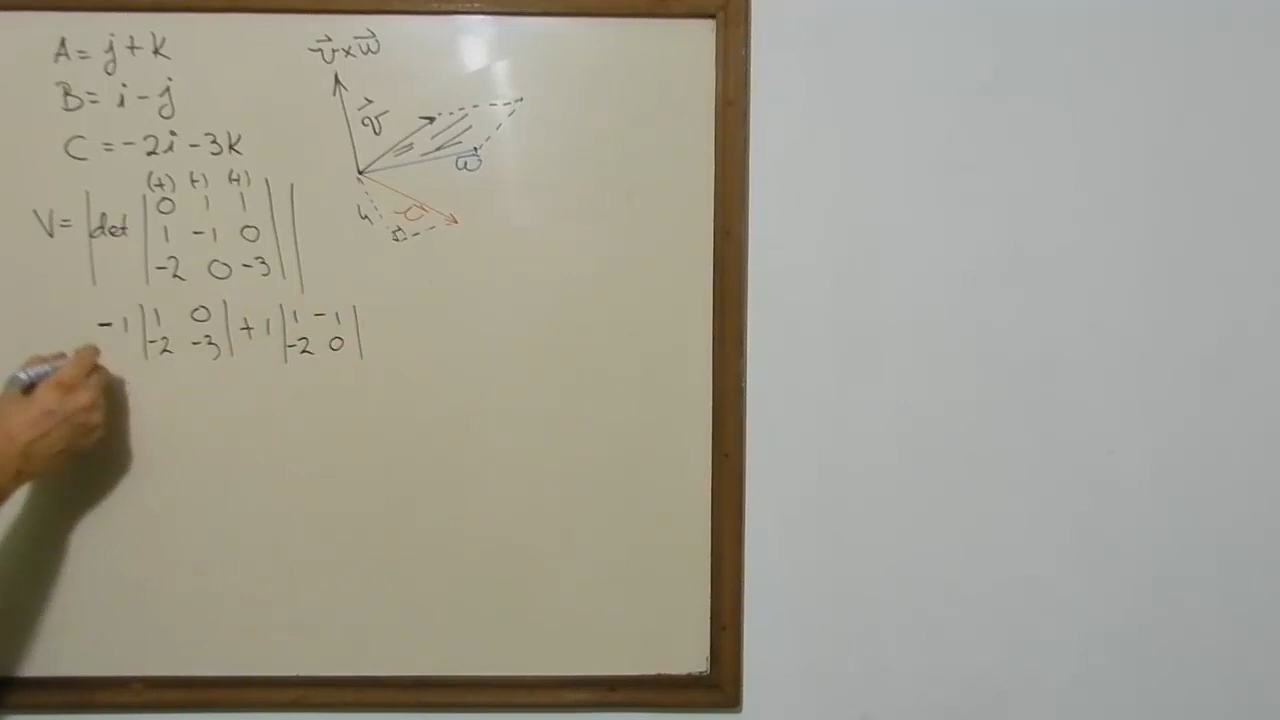 A = j + k
B = i - j
C = -2i - 3k
(+) (-) (+)
V = |det |0 1 1|
|1 -1 0|
|-2 0 -3||
-1 |1 0| + 1 |1 -1|
|-2 -3| |-2 0|
v⃗ x w⃗
v⃗
w⃗
h